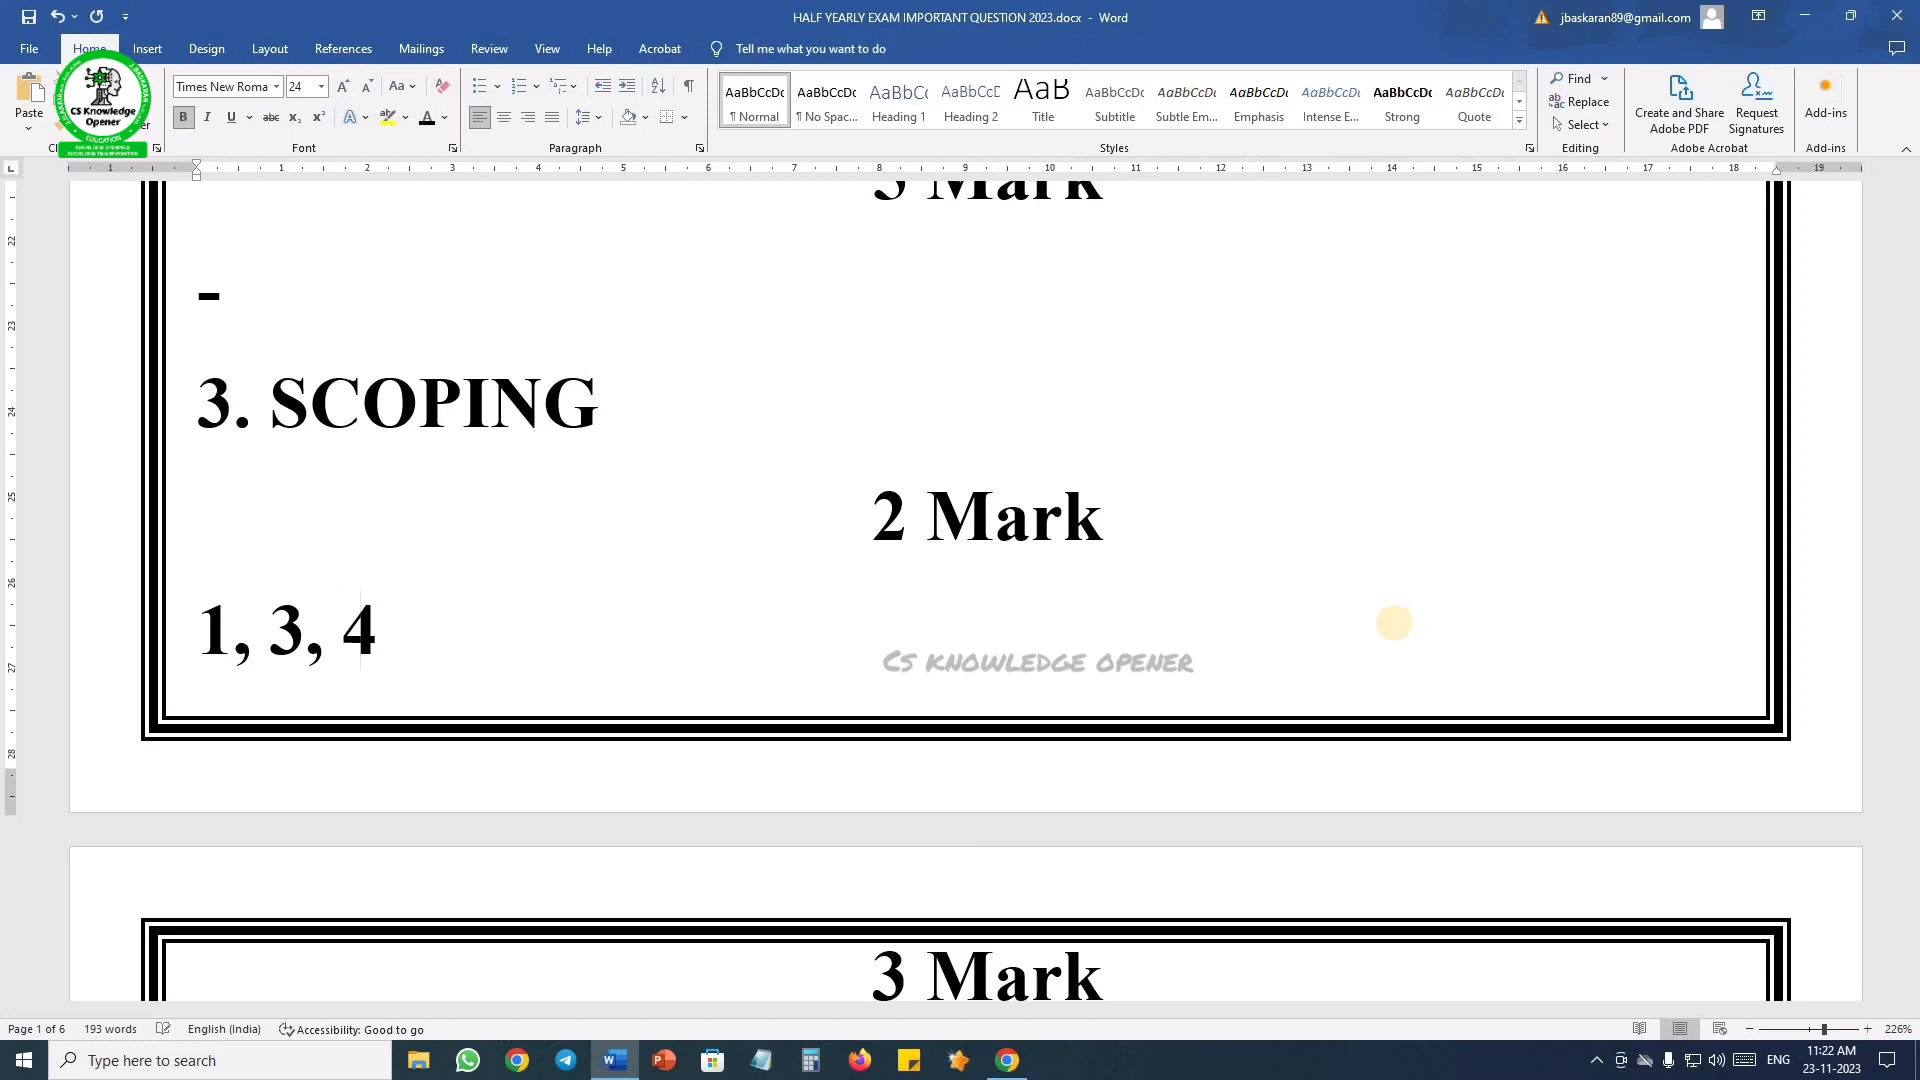 HALF YEARLY EXAM IMPORTANT QUESTION 2023.docx - Word
jbaskaran89@gmail.com
File Home Insert Design Layout References Mailings Review View Help Acrobat Tell me what you want to do
Paste
Times New Roma 24
Font
Paragraph
AaBbCcDc AaBbCcDc AaBbCc AaBbCcD AaB AaBbCcDc AaBbCcDc AaBbCcDc AaBbCcDc AaBbCcDc AaBbCcDc
¶ Normal ¶ No Spac... Heading 1 Heading 2 Title Subtitle Subtle Em... Emphasis Intense E... Strong Quote
Styles
Find
Replace
Select
Editing
Create and Share
Adobe PDF
Request
Signatures
Adobe Acrobat
Add-ins
Add-ins
CS Knowledge
Opener
EDUCATION
Mark
-
3. SCOPING
2 Mark
1, 3, 4
Cs knowledge opener
3 Mark
Page 1 of 6 193 words English (India) Accessibility: Good to go 226%
Type here to search
ENG
11:22 AM
23-11-2023